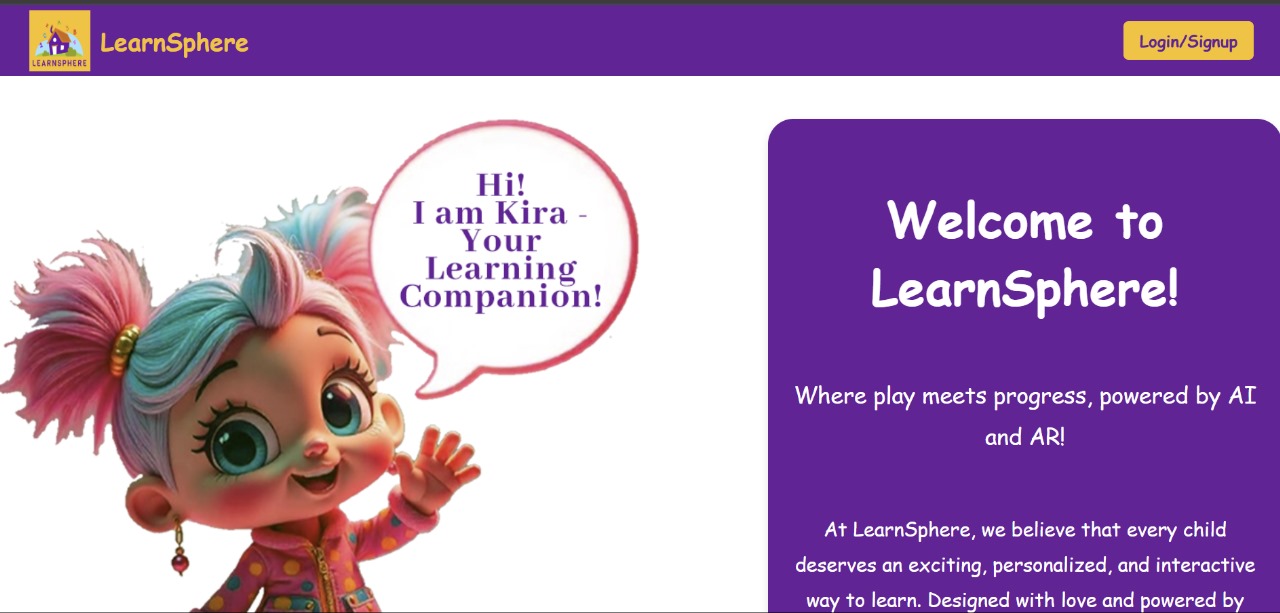 LEARNSPHERE
LearnSphere
Login/Signup
Hi!
I am Kira -
Your
Learning
Companion!
Welcome to
LearnSphere!
Where play meets progress, powered by AI
and AR!
At LearnSphere, we believe that every child
deserves an exciting, personalized, and interactive
way to learn. Designed with love and powered by